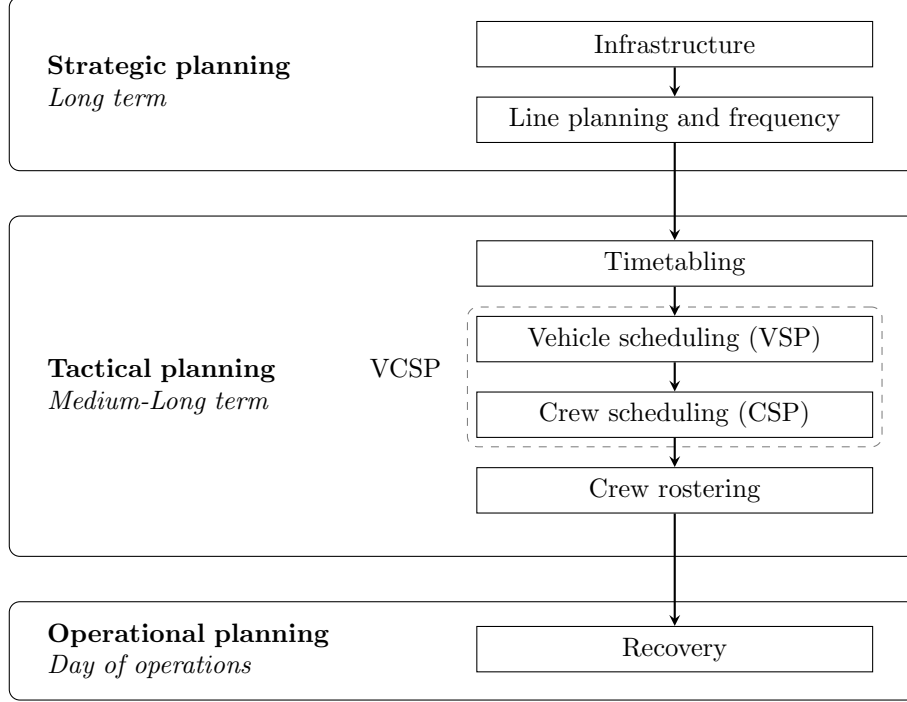 Strategic planning
Long term
Infrastructure
Line planning and frequency
Tactical planning
Medium-Long term
VCSP
Timetabling
Vehicle scheduling (VSP)
Crew scheduling (CSP)
Crew rostering
Operational planning
Day of operations
Recovery